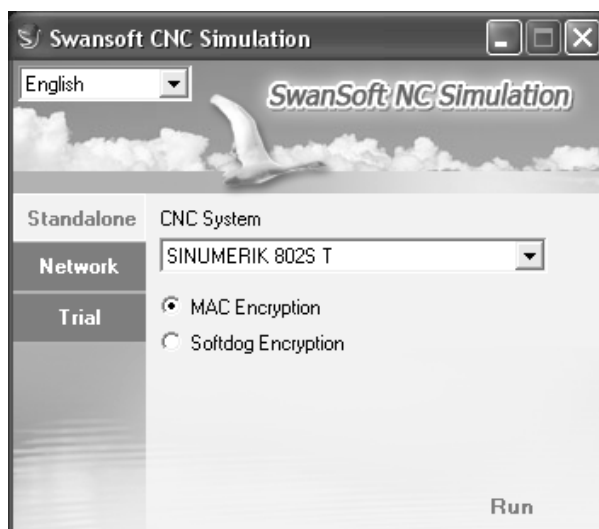 Swansoft CNC Simulation
English
SwanSoft NC Simulation
Standalone
CNC System
SINUMERIK 802S T
Network
MAC Encryption
Trial
Softdog Encryption
Run